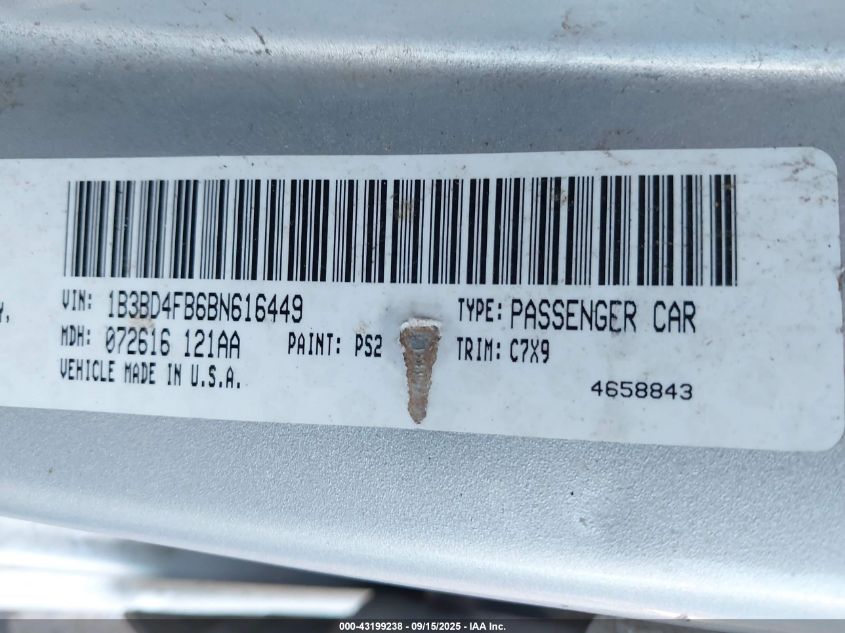 VIN: 1B3BD4FB6BN616449 TYPE: PASSENGER CAR
Y, MDH: 072616 121AA PAINT: PS2 TRIM: C7X9
VEHICLE MADE IN U.S.A.
4658843
000-43199238 - 09/15/2025 - IAA Inc.